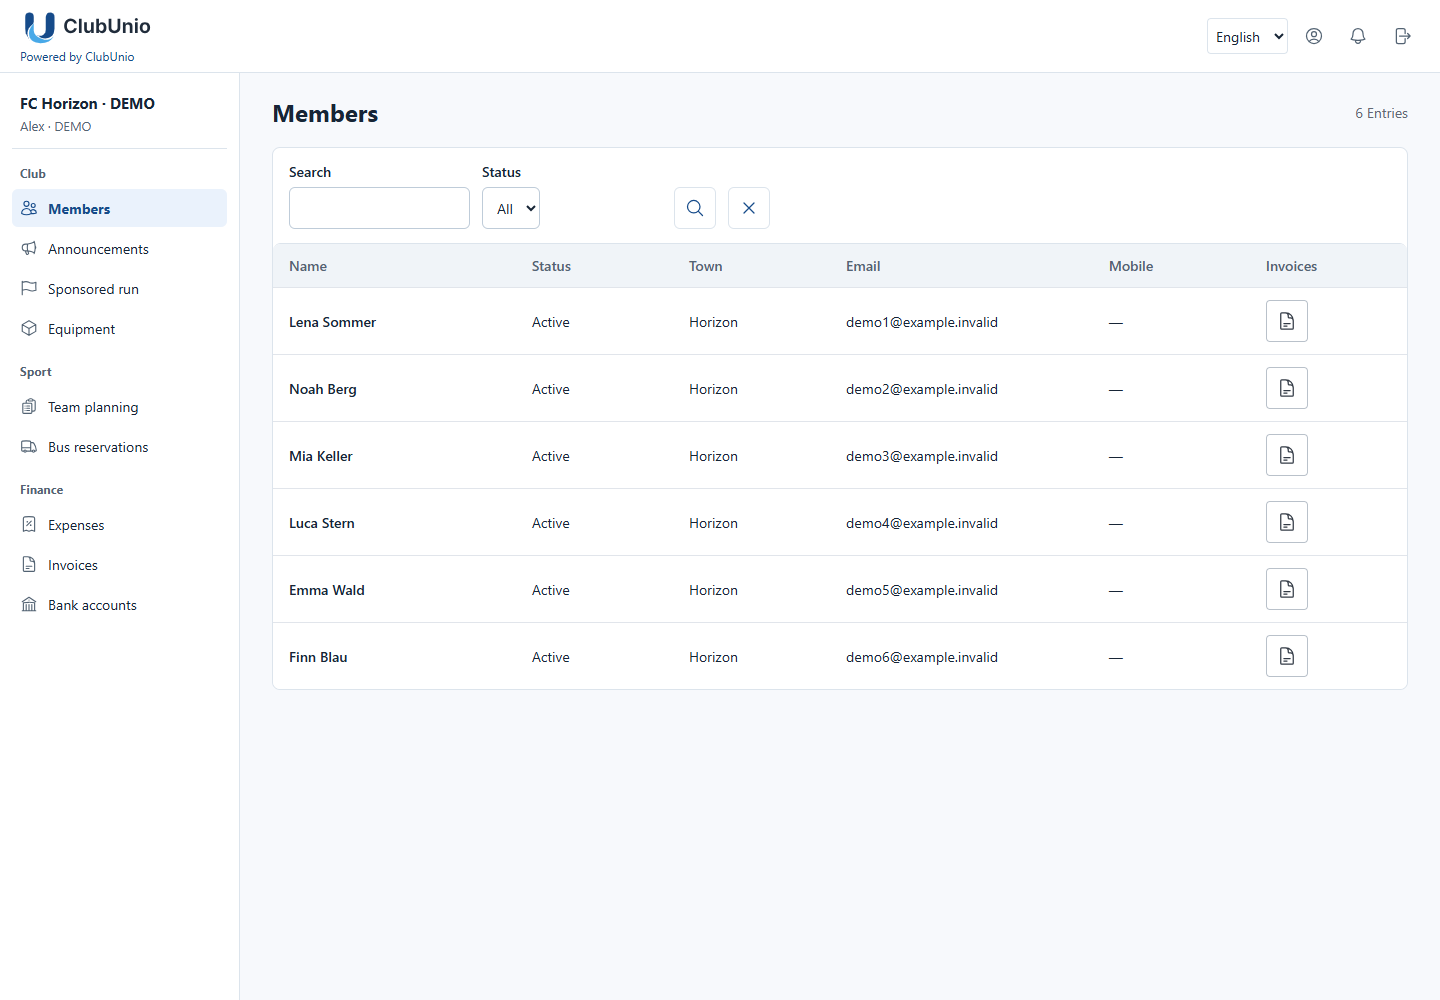 ClubUnio
Powered by ClubUnio
English
FC Horizon · DEMO
Alex · DEMO
Club
Members
Announcements
Sponsored run
Equipment
Sport
Team planning
Bus reservations
Finance
Expenses
Invoices
Bank accounts
Members
6 Entries
Search
Status
All
Name Status Town Email Mobile Invoices
Lena Sommer Active Horizon demo1@example.invalid —
Noah Berg Active Horizon demo2@example.invalid —
Mia Keller Active Horizon demo3@example.invalid —
Luca Stern Active Horizon demo4@example.invalid —
Emma Wald Active Horizon demo5@example.invalid —
Finn Blau Active Horizon demo6@example.invalid —